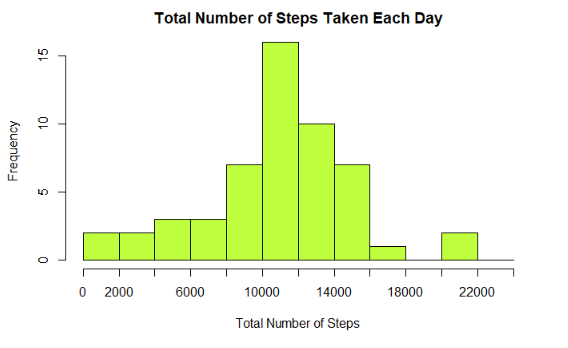 Total Number of Steps Taken Each Day
Frequency
15
10
5
0
0 2000 6000 10000 14000 18000 22000
Total Number of Steps